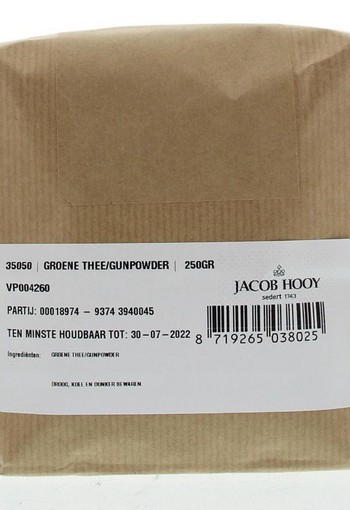 35050 | GROENE THEE/GUNPOWDER | 250GR
VP004260
JACOB HOOY
sedert 1743
PARTIJ: 00018974 – 9374 3940045
TEN MINSTE HOUDBAAR TOT: 30-07-2022
8 719265 038025
Ingrediënten: GROENE THEE/GUNPOWDER
DROOG, KOEL EN DONKER BEWAREN.